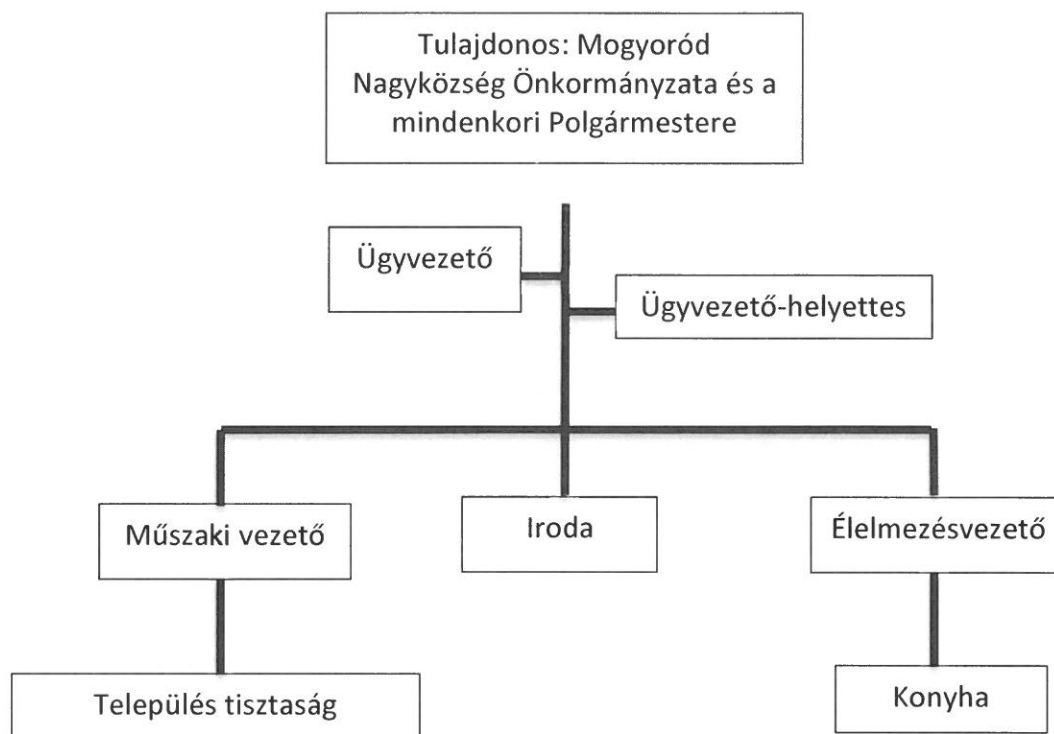 Tulajdonos: Mogyoród
Nagyközség Önkormányzata és a
mindenkori Polgármestere
Ügyvezető
Ügyvezető-helyettes
Műszaki vezető
Iroda
Élelmezésvezető
Település tisztaság
Konyha